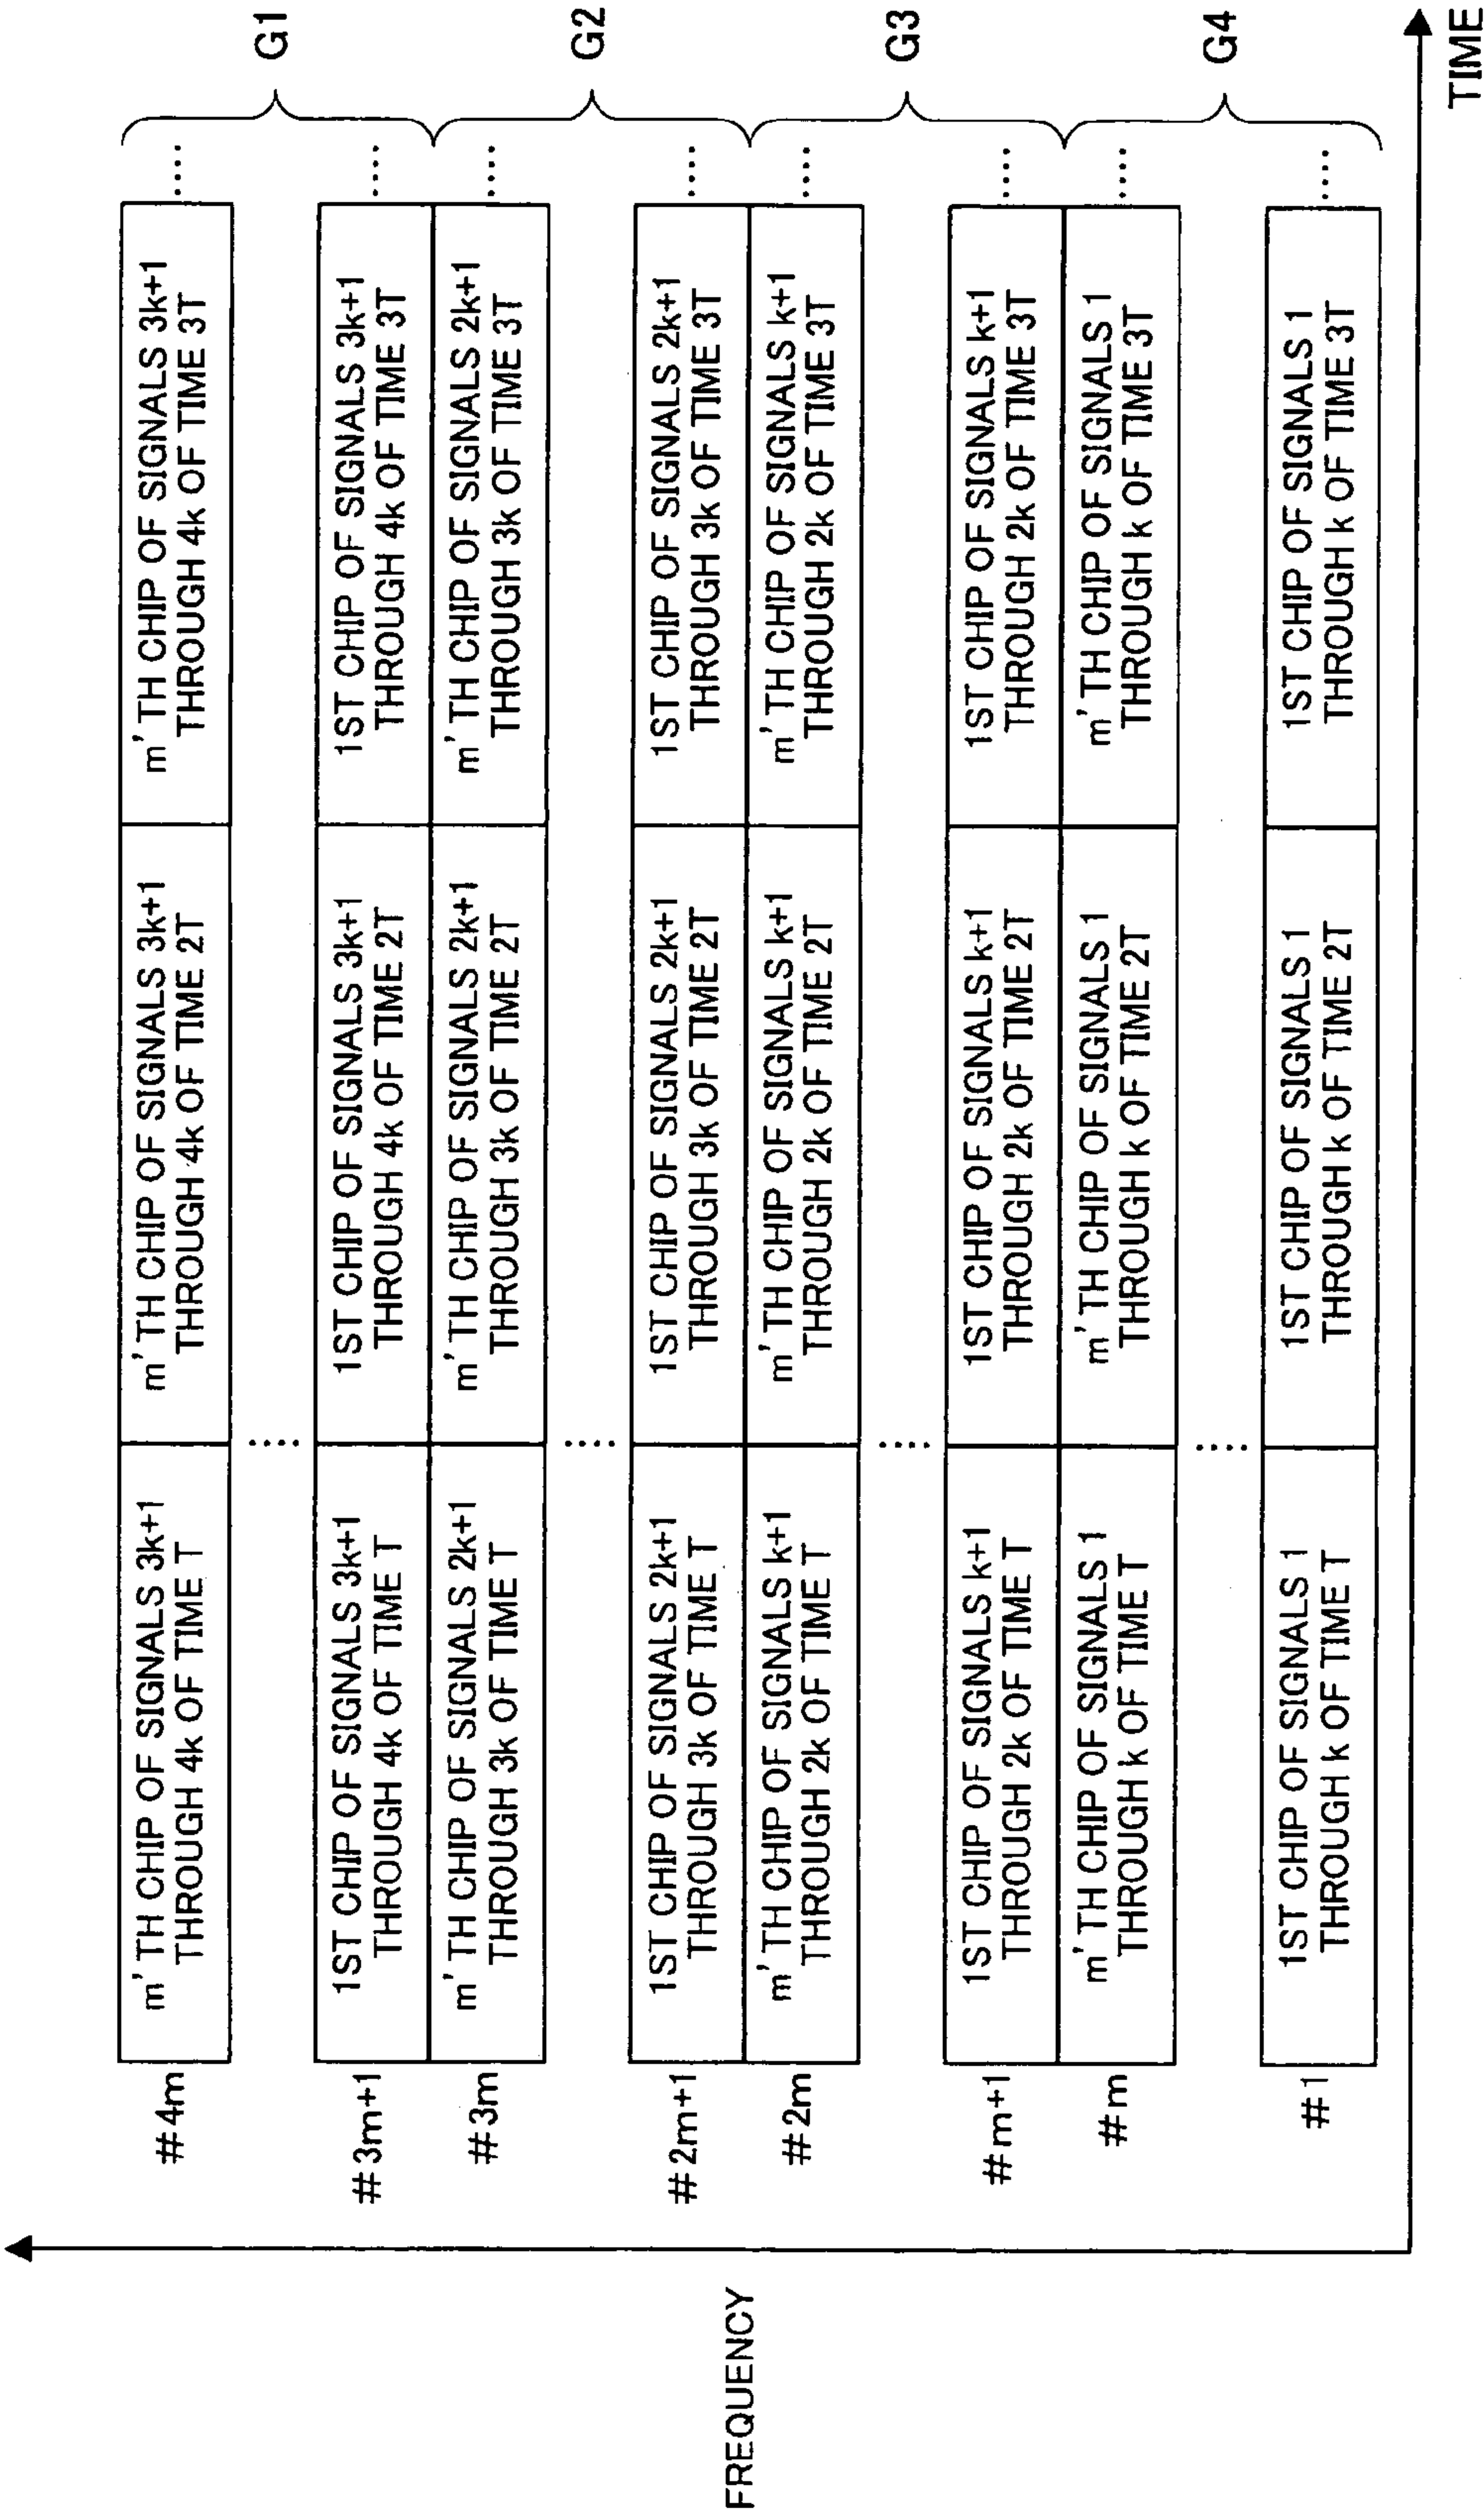 FREQUENCY
#4m
m' TH CHIP OF SIGNALS 3k+1
THROUGH 4k OF TIME T
m' TH CHIP OF SIGNALS 3k+1
THROUGH 4k OF TIME 2T
m' TH CHIP OF SIGNALS 3k+1
THROUGH 4k OF TIME 3T
....
G1
....
#3m+1
1ST CHIP OF SIGNALS 3k+1
THROUGH 4k OF TIME T
1ST CHIP OF SIGNALS 3k+1
THROUGH 4k OF TIME 2T
1ST CHIP OF SIGNALS 3k+1
THROUGH 4k OF TIME 3T
....
#3m
m' TH CHIP OF SIGNALS 2k+1
THROUGH 3k OF TIME T
m' TH CHIP OF SIGNALS 2k+1
THROUGH 3k OF TIME 2T
m' TH CHIP OF SIGNALS 2k+1
THROUGH 3k OF TIME 3T
....
G2
....
#2m+1
1ST CHIP OF SIGNALS 2k+1
THROUGH 3k OF TIME T
1ST CHIP OF SIGNALS 2k+1
THROUGH 3k OF TIME 2T
1ST CHIP OF SIGNALS 2k+1
THROUGH 3k OF TIME 3T
....
#2m
m' TH CHIP OF SIGNALS k+1
THROUGH 2k OF TIME T
m' TH CHIP OF SIGNALS k+1
THROUGH 2k OF TIME 2T
m' TH CHIP OF SIGNALS k+1
THROUGH 2k OF TIME 3T
....
G3
....
#m+1
1ST CHIP OF SIGNALS k+1
THROUGH 2k OF TIME T
1ST CHIP OF SIGNALS k+1
THROUGH 2k OF TIME 2T
1ST CHIP OF SIGNALS k+1
THROUGH 2k OF TIME 3T
....
#m
m' TH CHIP OF SIGNALS 1
THROUGH k OF TIME T
m' TH CHIP OF SIGNALS 1
THROUGH k OF TIME 2T
m' TH CHIP OF SIGNALS 1
THROUGH k OF TIME 3T
....
G4
....
#1
1ST CHIP OF SIGNALS 1
THROUGH k OF TIME T
1ST CHIP OF SIGNALS 1
THROUGH k OF TIME 2T
1ST CHIP OF SIGNALS 1
THROUGH k OF TIME 3T
....
TIME